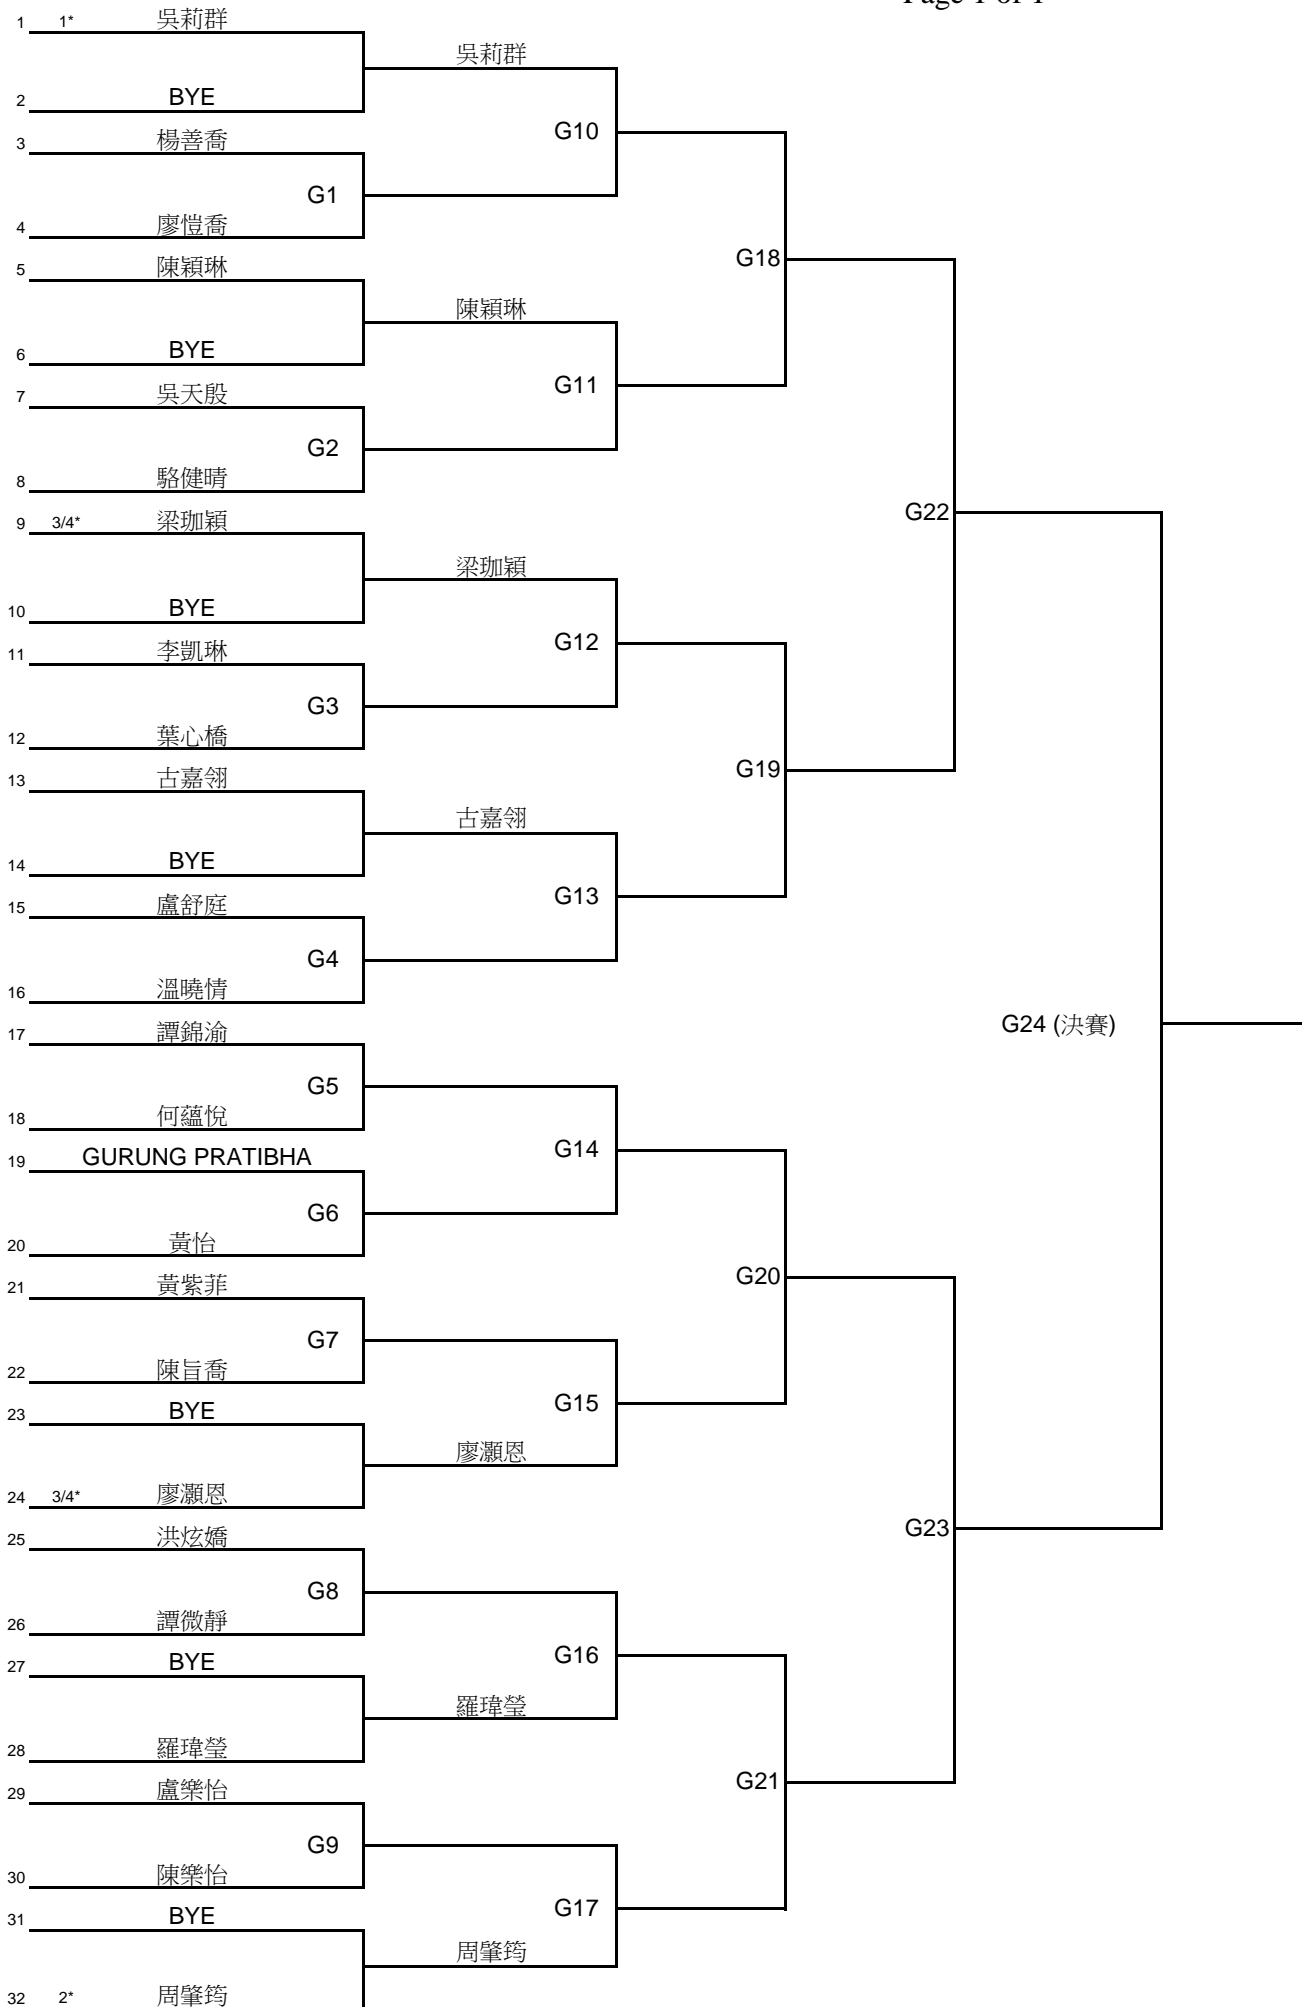 Page 1 of 1
1 1* 吳莉群
吳莉群
2 BYE
G10
3 楊善喬
G1
4 廖愷喬
G18
5 陳穎琳
陳穎琳
6 BYE
G11
7 吳天殷
G2
8 駱健晴
G22
9 3/4* 梁珈穎
梁珈穎
10 BYE
G12
11 李凱琳
G3
12 葉心橋
G19
13 古嘉翎
古嘉翎
14 BYE
G13
15 盧舒庭
G4
16 溫曉情
G24 (決賽)
17 譚錦渝
G5
18 何蘊悅
G14
19 GURUNG PRATIBHA
G6
20 黃怡
G20
21 黃紫菲
G7
22 陳旨喬
G15
23 BYE
廖灝恩
24 3/4* 廖灝恩
G23
25 洪炫嬌
G8
26 譚微靜
G16
27 BYE
羅瑋瑩
28 羅瑋瑩
G21
29 盧樂怡
G9
30 陳樂怡
G17
31 BYE
周肇筠
32 2* 周肇筠